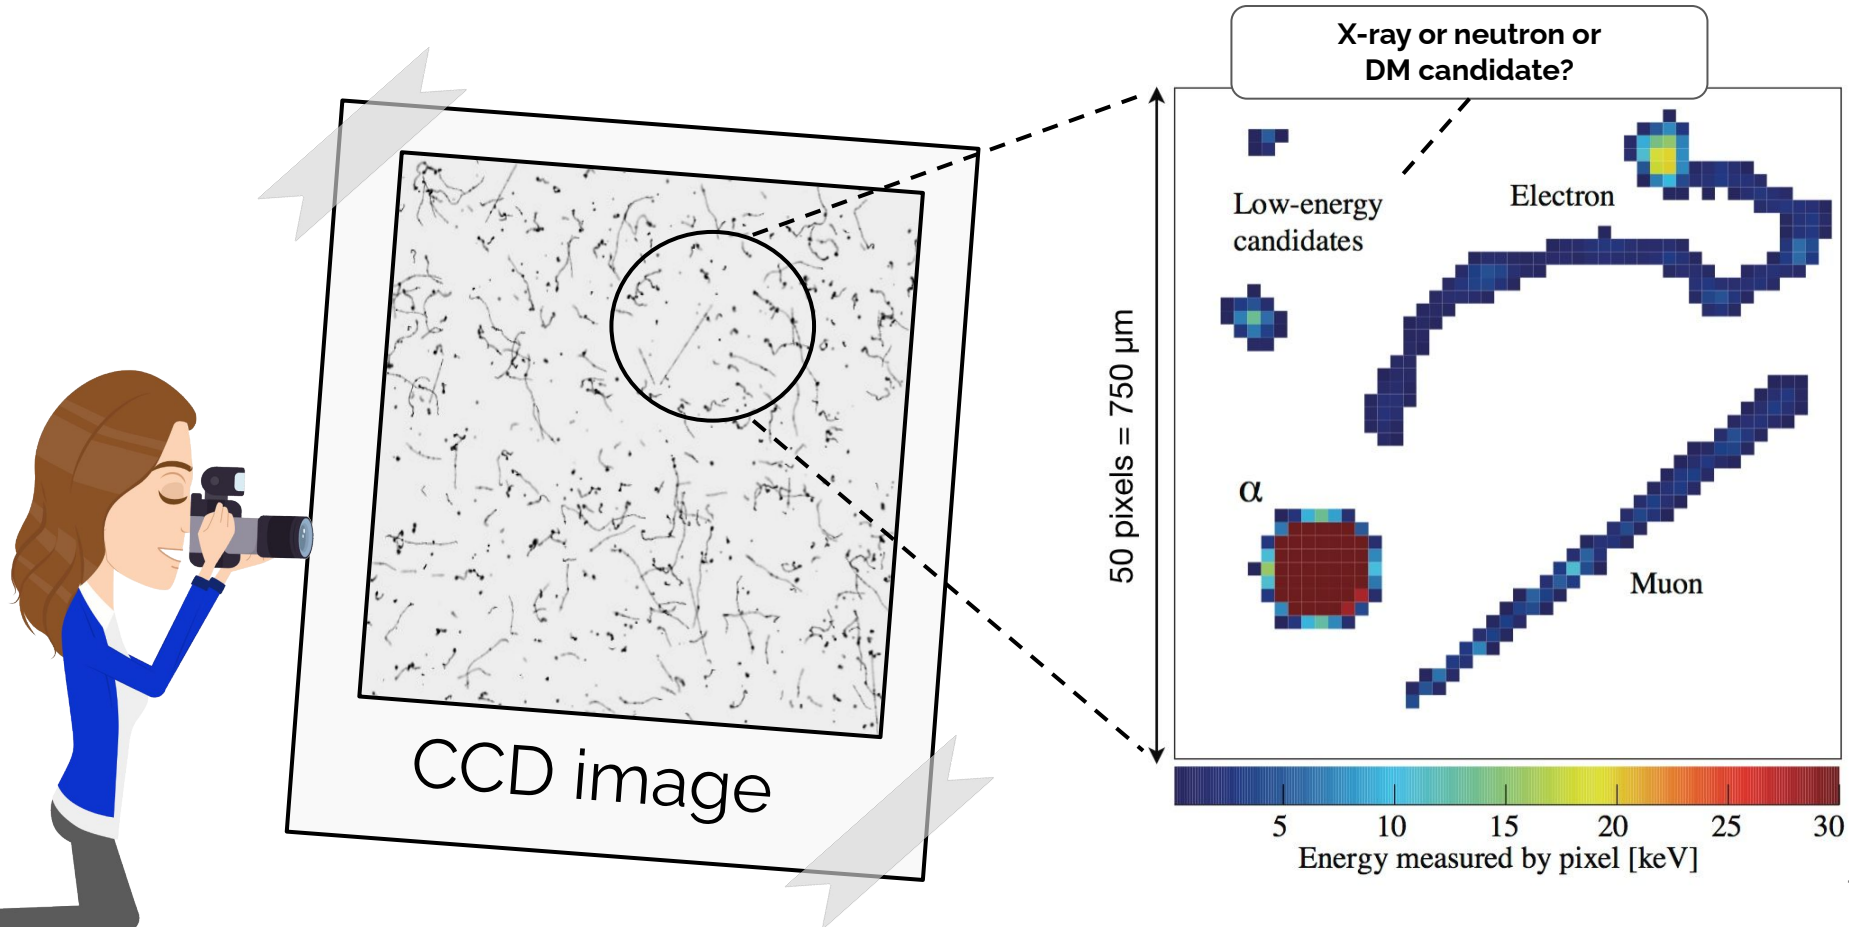 X-ray or neutron or
DM candidate?
Electron
Low-energy
candidates
50 pixels = 750 μm
α
Muon
CCD image
5 10 15 20 25 30
Energy measured by pixel [keV]